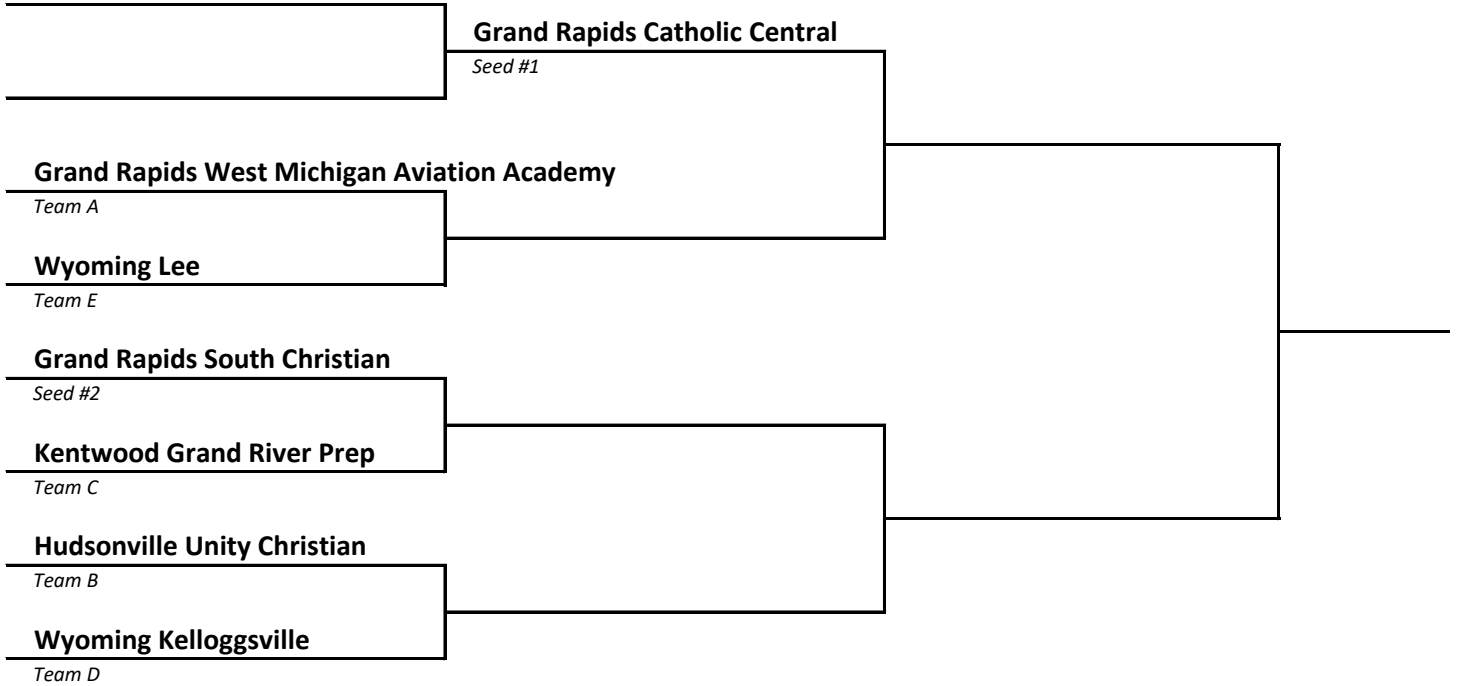 Grand Rapids Catholic Central
Seed #1
Grand Rapids West Michigan Aviation Academy
Team A
Wyoming Lee
Team E
Grand Rapids South Christian
Seed #2
Kentwood Grand River Prep
Team C
Hudsonville Unity Christian
Team B
Wyoming Kelloggsville
Team D